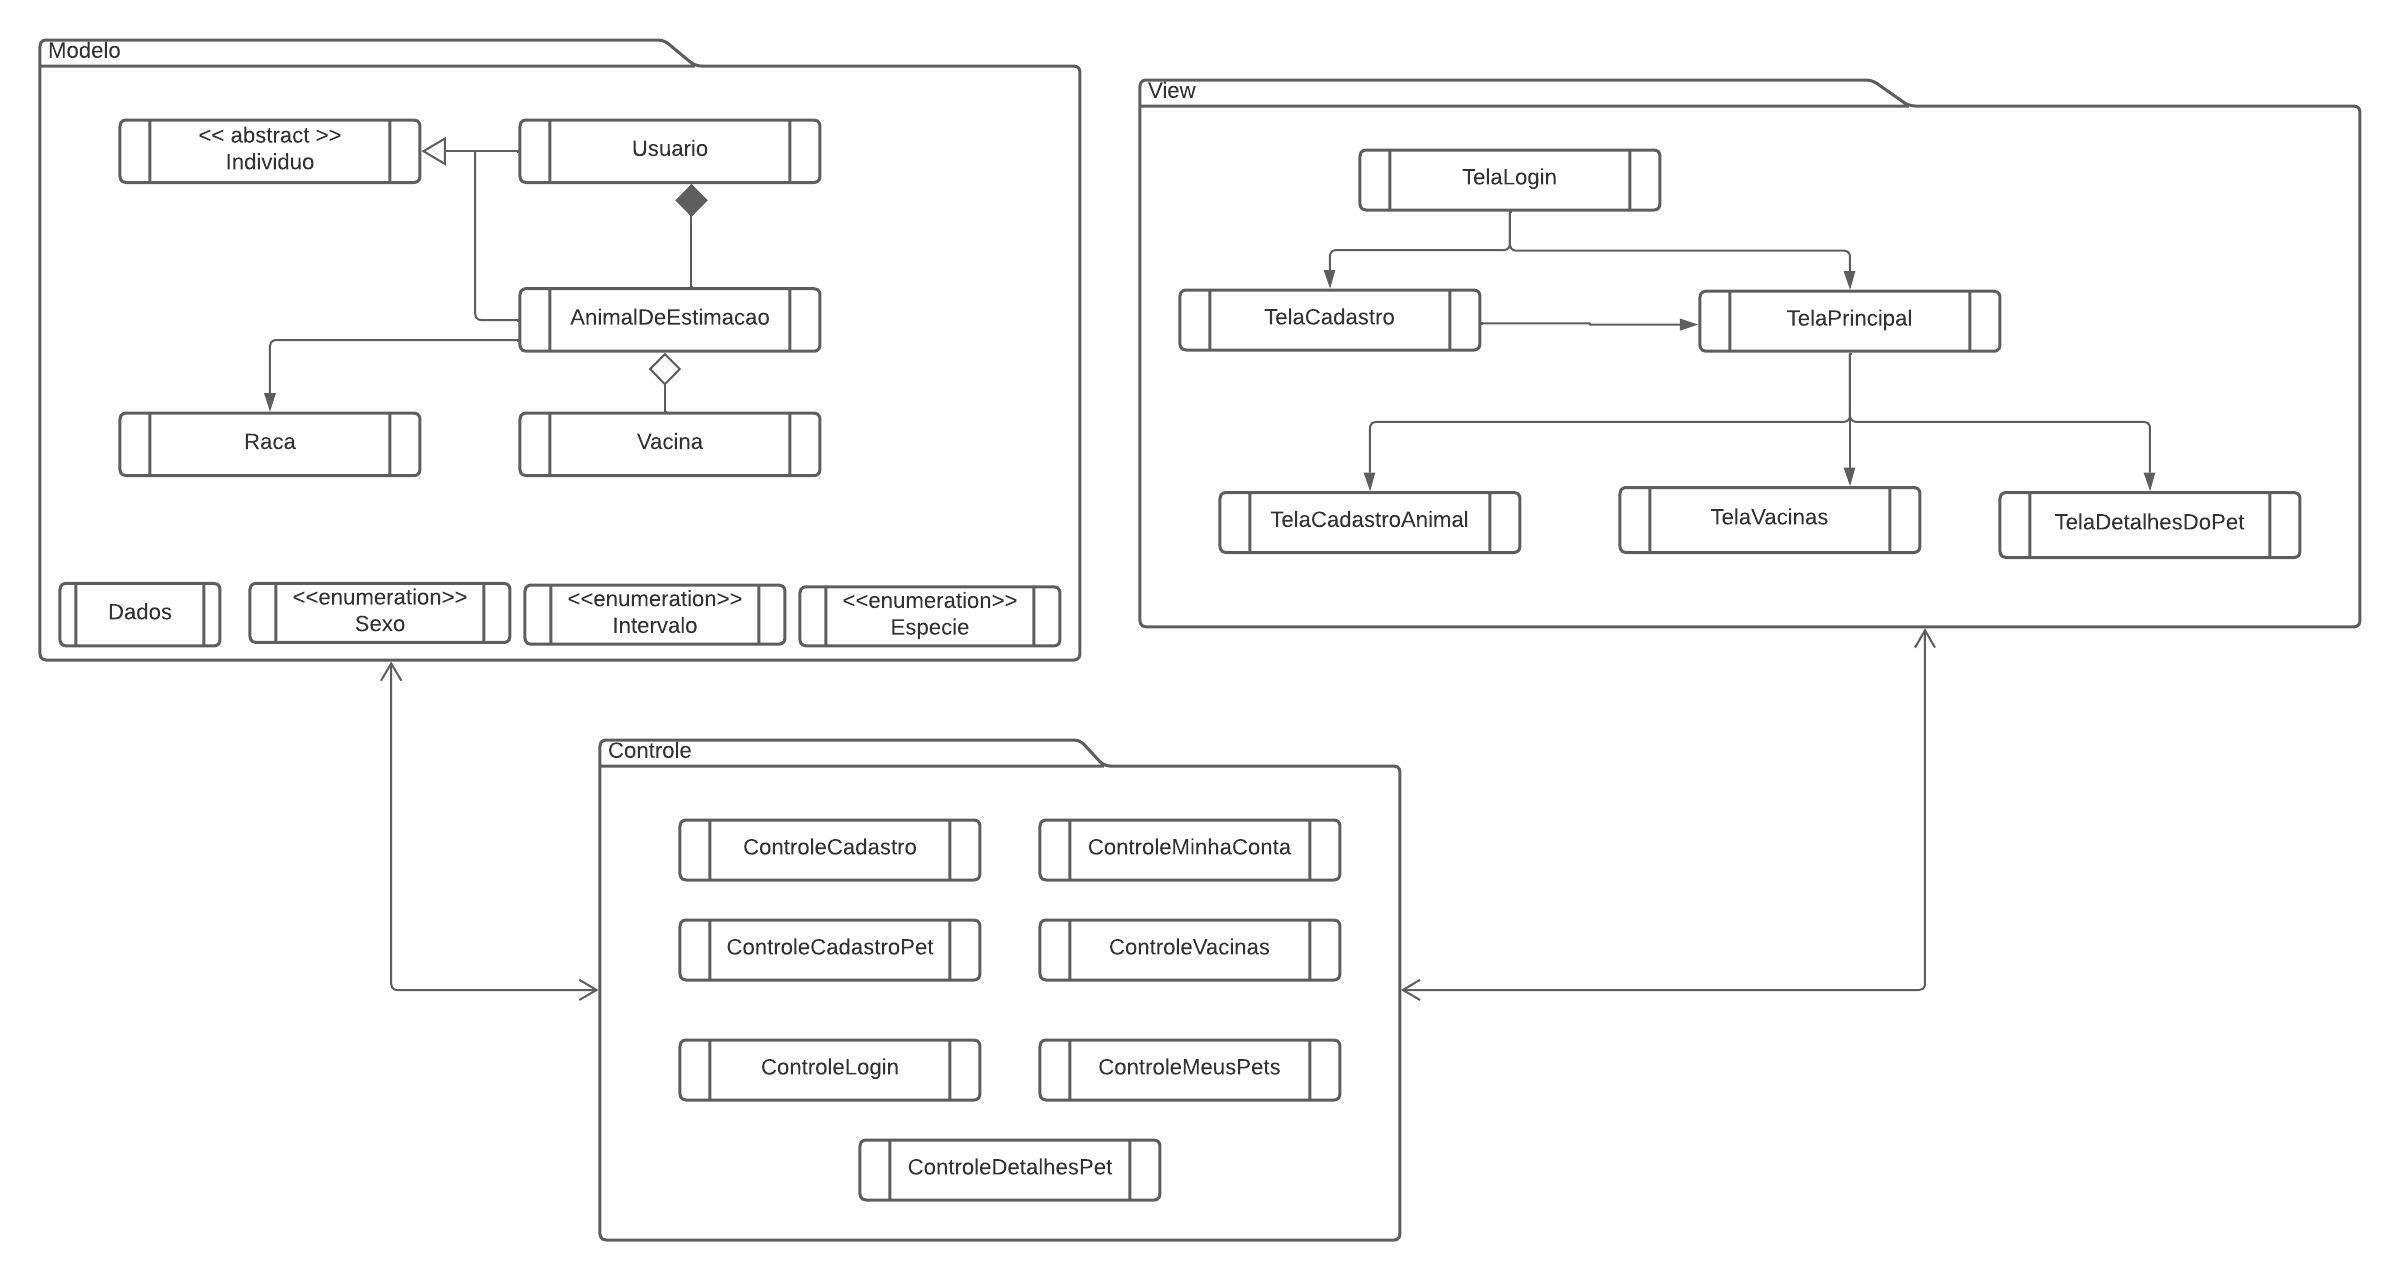 Modelo
<< abstract >>
Individuo
Usuario
AnimalDeEstimacao
Raca
Vacina
Dados
<<enumeration>>
Sexo
<<enumeration>>
Intervalo
<<enumeration>>
Especie
View
TelaLogin
TelaCadastro
TelaPrincipal
TelaCadastroAnimal
TelaVacinas
TelaDetalhesDoPet
Controle
ControleCadastro
ControleMinhaConta
ControleCadastroPet
ControleVacinas
ControleLogin
ControleMeusPets
ControleDetalhesPet